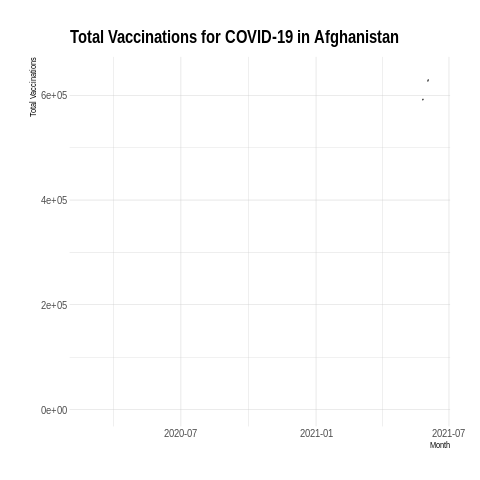 Total Vaccinations for COVID-19 in Afghanistan
Total Vaccinations
6e+05
4e+05
2e+05
0e+00
2020-07
2021-01
2021-07
Month